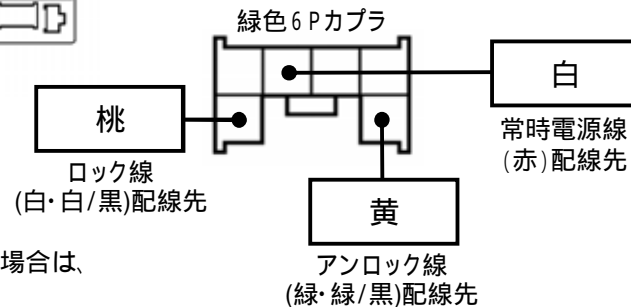 緑色6Pカプラ
白
常時電源線
(赤)配線先
桃
ロック線
(白・白/黒)配線先
黄
アンロック線
(緑・緑/黒)配線先
場合は、